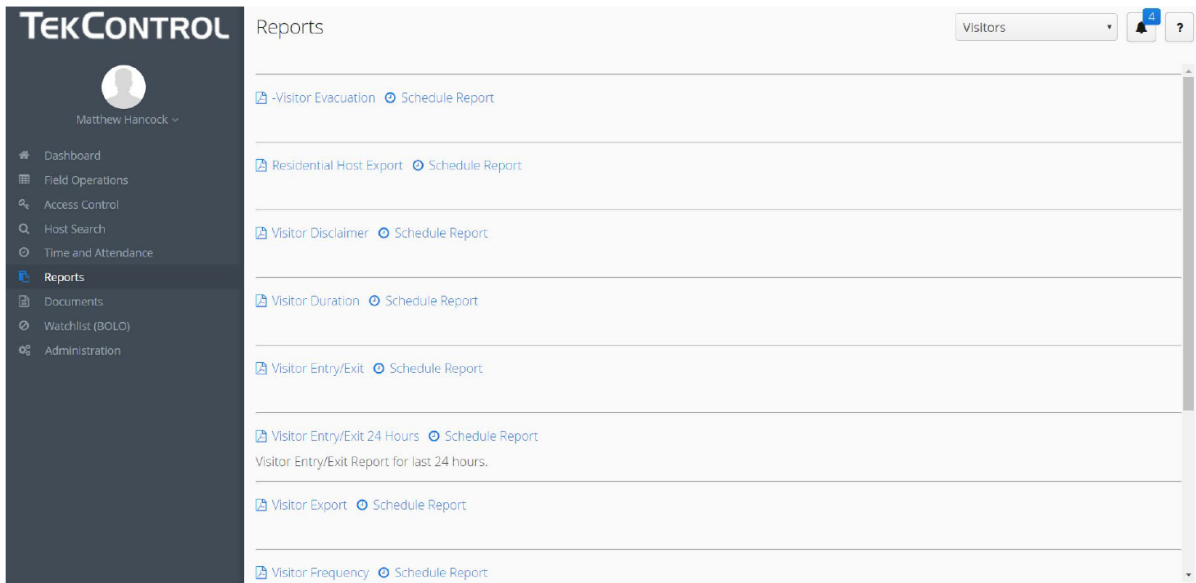 TEKCONTROL
Matthew Hancock
Dashboard
Field Operations
Access Control
Host Search
Time and Attendance
Reports
Documents
Watchlist (BOLO)
Administration
Reports
Visitors
4
?
-Visitor Evacuation Schedule Report
Residential Host Export Schedule Report
Visitor Disclaimer Schedule Report
Visitor Duration Schedule Report
Visitor Entry/Exit Schedule Report
Visitor Entry/Exit 24 Hours Schedule Report
Visitor Entry/Exit Report for last 24 hours.
Visitor Export Schedule Report
Visitor Frequency Schedule Report